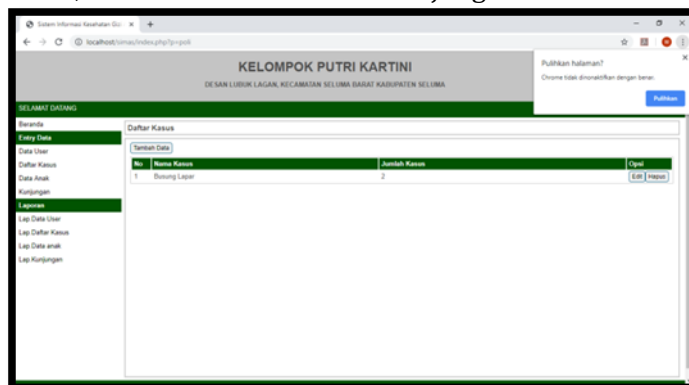 Sistem Informasi Kesehatan Gizi
localhost/simas/index.php?p=poli
Pulihkan halaman?
Chrome tidak dinonaktifkan dengan benar.
Pulihkan
KELOMPOK PUTRI KARTINI
DESAN LUBUK LAGAN, KECAMATAN SELUMA BARAT KABUPATEN SELUMA
SELAMAT DATANG
Beranda
Entry Data
Data User
Daftar Kasus
Data Anak
Kunjungan
Laporan
Lap Data User
Lap Daftar Kasus
Lap Data anak
Lap Kunjungan
Daftar Kasus
Tambah Data
No Nama Kasus Jumlah Kasus Opsi
1 Busung Lapar 2 Edit Hapus